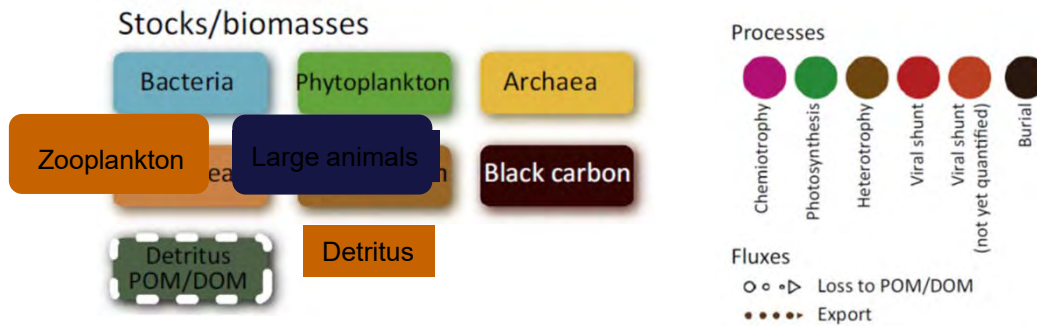 Stocks/biomasses
Bacteria
Phytoplankton
Archaea
Zooplankton
Large animals
Black carbon
Detritus
POM/DOM
Detritus
Processes
Chemiotrophy
Photosynthesis
Heterotrophy
Viral shunt
Viral shunt
(not yet quantified)
Burial
Fluxes
Loss to POM/DOM
Export